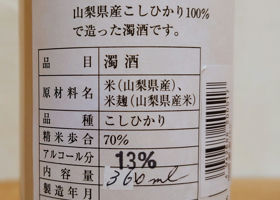 山梨県産こしひかり100%
で造った濁酒です。
品目 濁酒
原材料名 米(山梨県産)、
米麹(山梨県産米)
品種 こしひかり
精米歩合 70%
アルコール分 13%
内容量 360ml
製造年月